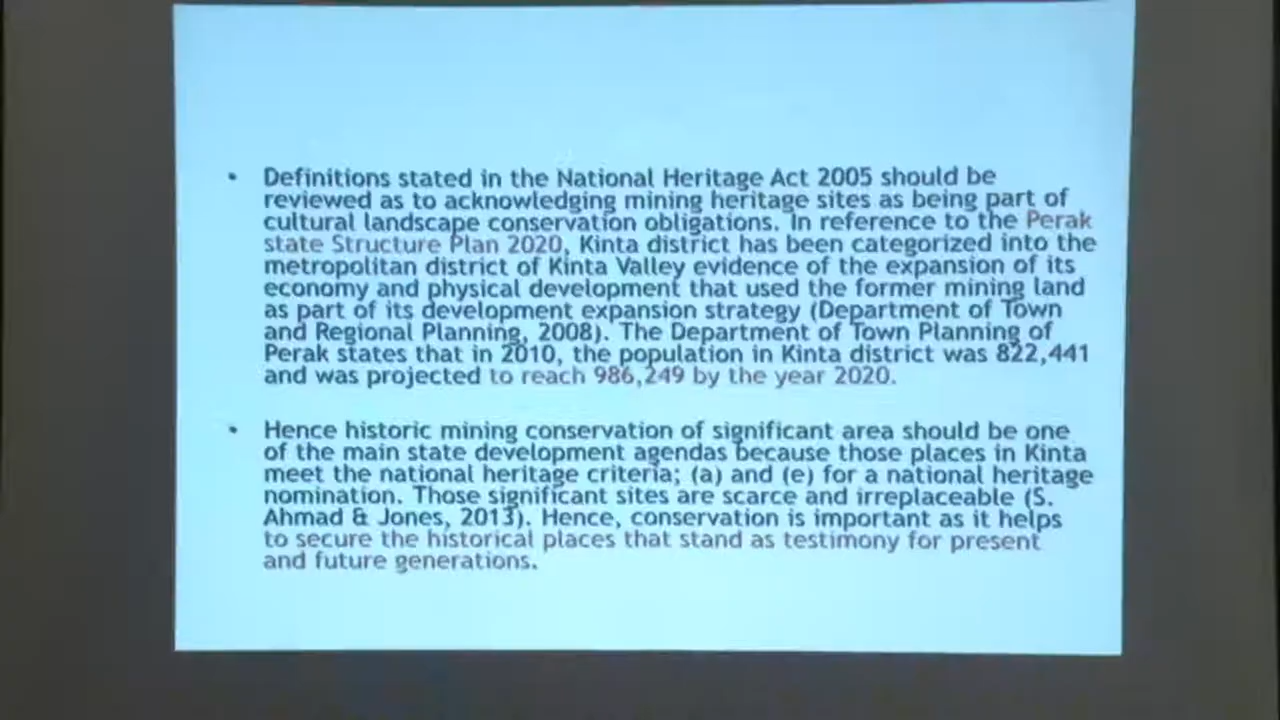 • Definitions stated in the National Heritage Act 2005 should be
reviewed as to acknowledging mining heritage sites as being part of
cultural landscape conservation obligations. In reference to the Perak
state Structure Plan 2020, Kinta district has been categorized into the
metropolitan district of Kinta Valley evidence of the expansion of its
economy and physical development that used the former mining land
as part of its development expansion strategy (Department of Town
and Regional Planning, 2008). The Department of Town Planning of
Perak states that in 2010, the population in Kinta district was 822,441
and was projected to reach 986,249 by the year 2020.
• Hence historic mining conservation of significant area should be one
of the main state development agendas because those places in Kinta
meet the national heritage criteria; (a) and (e) for a national heritage
nomination. Those significant sites are scarce and irreplaceable (S.
Ahmad & Jones, 2013). Hence, conservation is important as it helps
to secure the historical places that stand as testimony for present
and future generations.